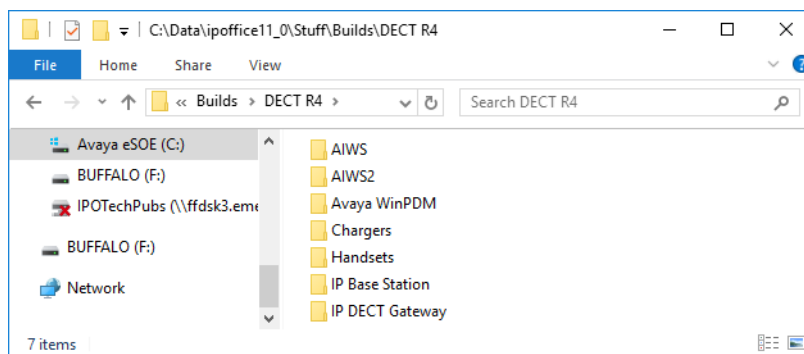 C:\Data\ipoffice11_0\Stuff\Builds\DECT R4
File Home Share View
« Builds > DECT R4 > Search DECT R4
Avaya eSOE (C:)
BUFFALO (F:)
IPOTechPubs (\\ffdsk3.eme
BUFFALO (F:)
Network
AIWS
AIWS2
Avaya WinPDM
Chargers
Handsets
IP Base Station
IP DECT Gateway
7 items